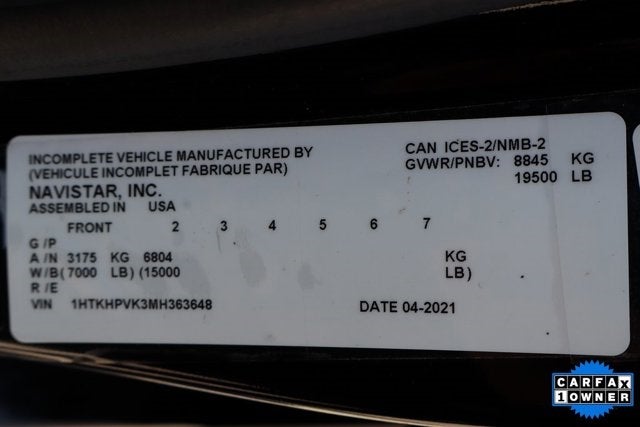 INCOMPLETE VEHICLE MANUFACTURED BY
(VEHICULE INCOMPLET FABRIQUE PAR)
NAVISTAR, INC.
ASSEMBLED IN USA
CAN ICES-2/NMB-2
GVWR/PNBV: 8845 KG
19500 LB
FRONT 2 3 4 5 6 7
G /P
A /N 3175 KG 6804 KG
W/B( 7000 LB) (15000 LB)
R /E
VIN 1HTKHPVK3MH363648 DATE 04-2021
CARFAX
1 OWNER